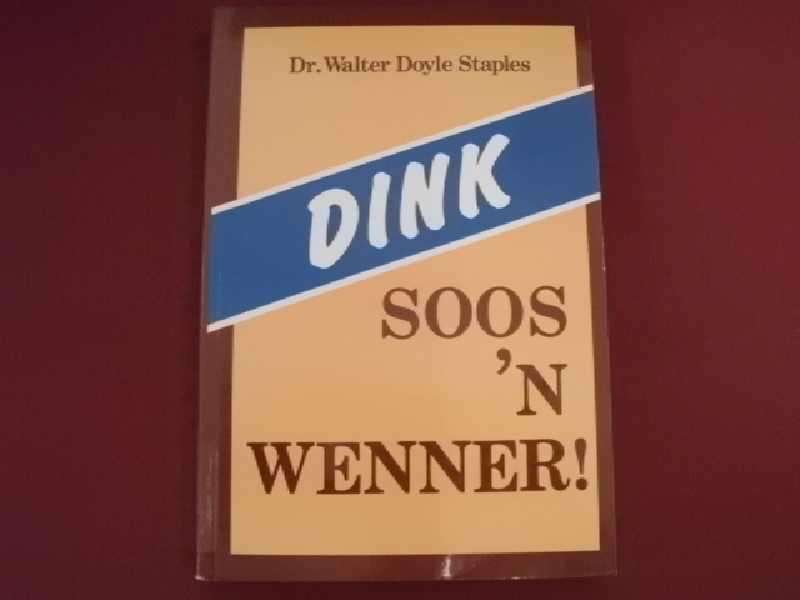 Dr. Walter Doyle Staples
DINK
SOOS
'N
WENNER!